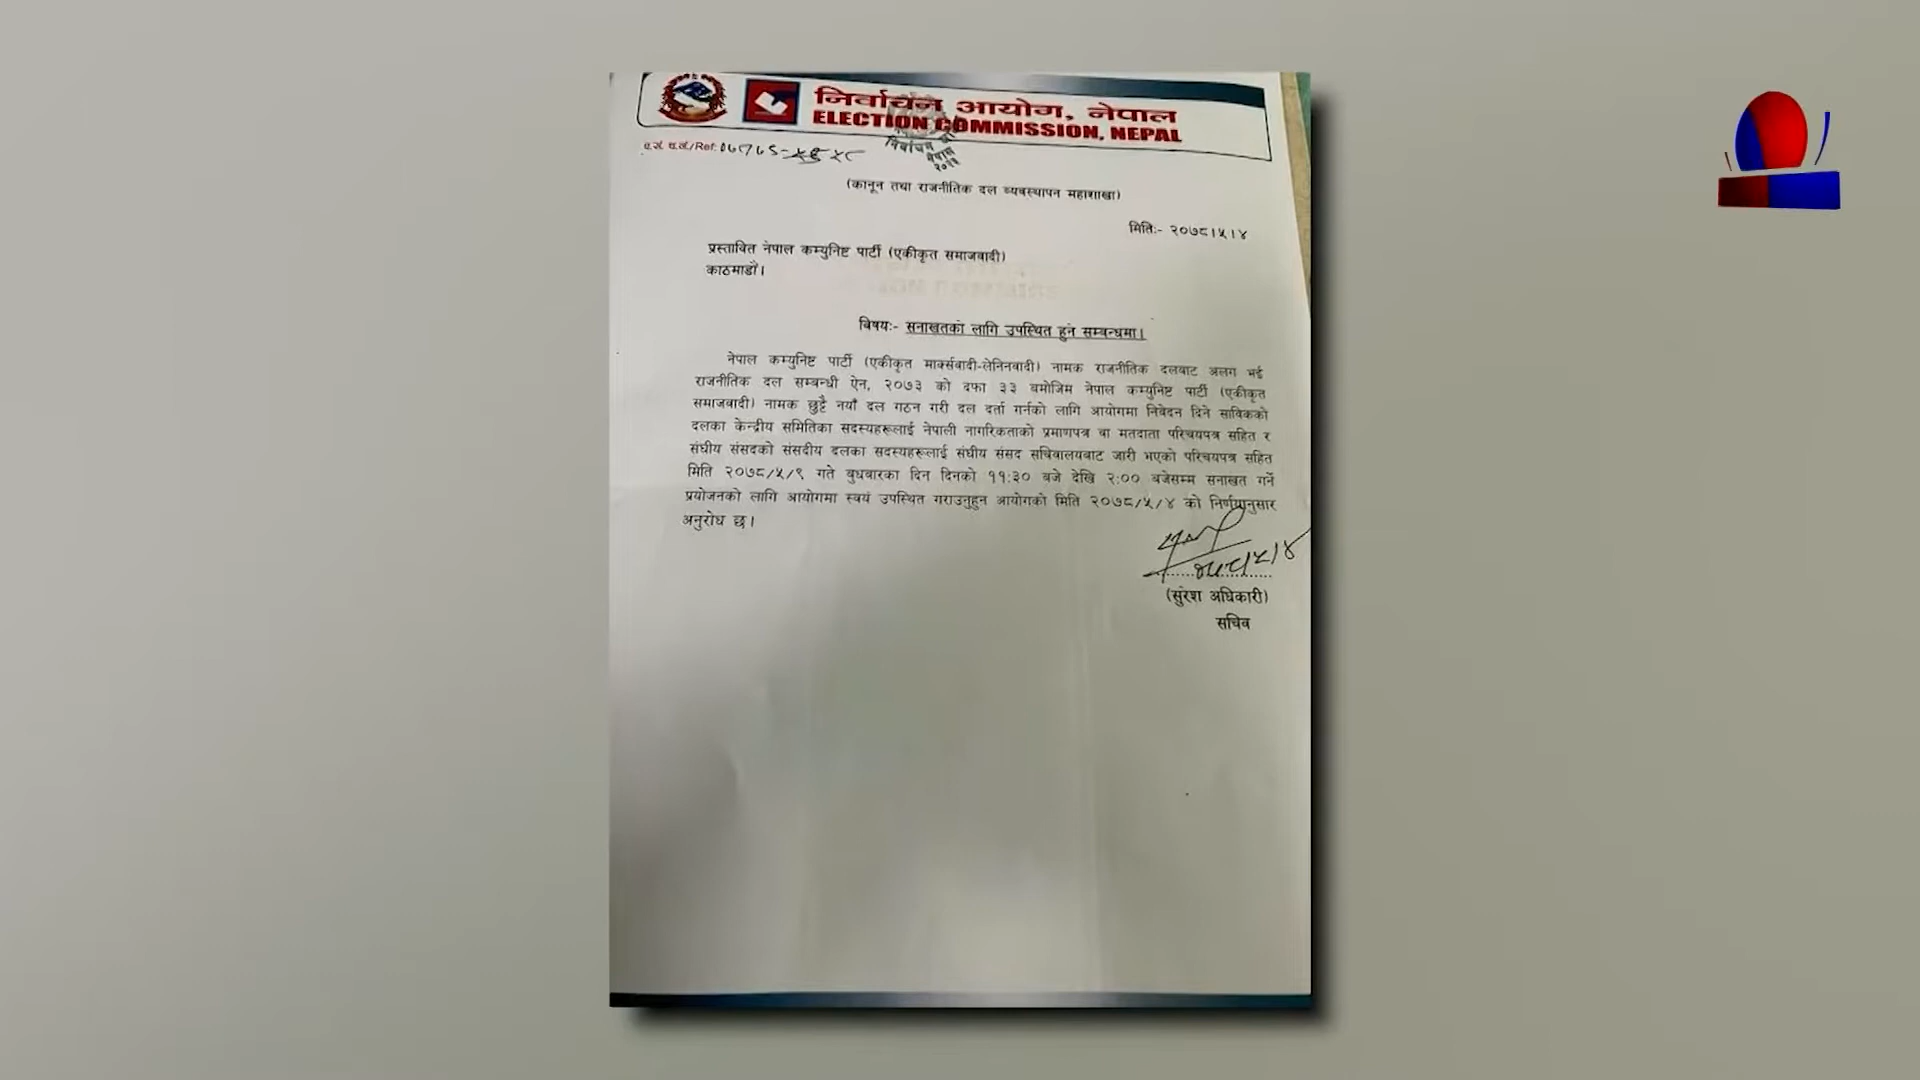 निर्वाचन आयोग, नेपाल
ELECTION COMMISSION, NEPAL
प.सं. च.नं./Ref:
निर्वाचन
नेपाल
(कानून तथा राजनीतिक दल व्यवस्थापन महाशाखा)
मितिः- २०७८।५।४
प्रस्तावित नेपाल कम्युनिष्ट पार्टी (एकीकृत समाजवादी)
काठमाडौं।
विषयः- सनाखतको लागि उपस्थित हुने सम्बन्धमा।
नेपाल कम्युनिष्ट पार्टी (एकीकृत मार्क्सवादी-लेनिनवादी) नामक राजनीतिक दलबाट अलग भई
राजनीतिक दल सम्बन्धी ऐन, २०७३ को दफा ३३ बमोजिम नेपाल कम्युनिष्ट पार्टी (एकीकृत
समाजवादी) नामक छुट्टै नयाँ दल गठन गरी दल दर्ता गर्नको लागि आयोगमा निवेदन दिने साविकको
दलका केन्द्रीय समितिका सदस्यहरूलाई नेपाली नागरिकताको प्रमाणपत्र वा मतदाता परिचयपत्र सहित र
संघीय संसदको संसदीय दलका सदस्यहरूलाई संघीय संसद सचिवालयबाट जारी भएको परिचयपत्र सहित
मिति २०७८/५/९ गते बुधबारका दिन दिनको ११:३० बजे देखि २:०० बजेसम्म सनाखत गर्ने
प्रयोजनको लागि आयोगमा स्वयं उपस्थित गराउनुहुन आयोगको मिति २०७८/५/४ को निर्णयानुसार
अनुरोध छ।
(सुरेश अधिकारी)
सचिव